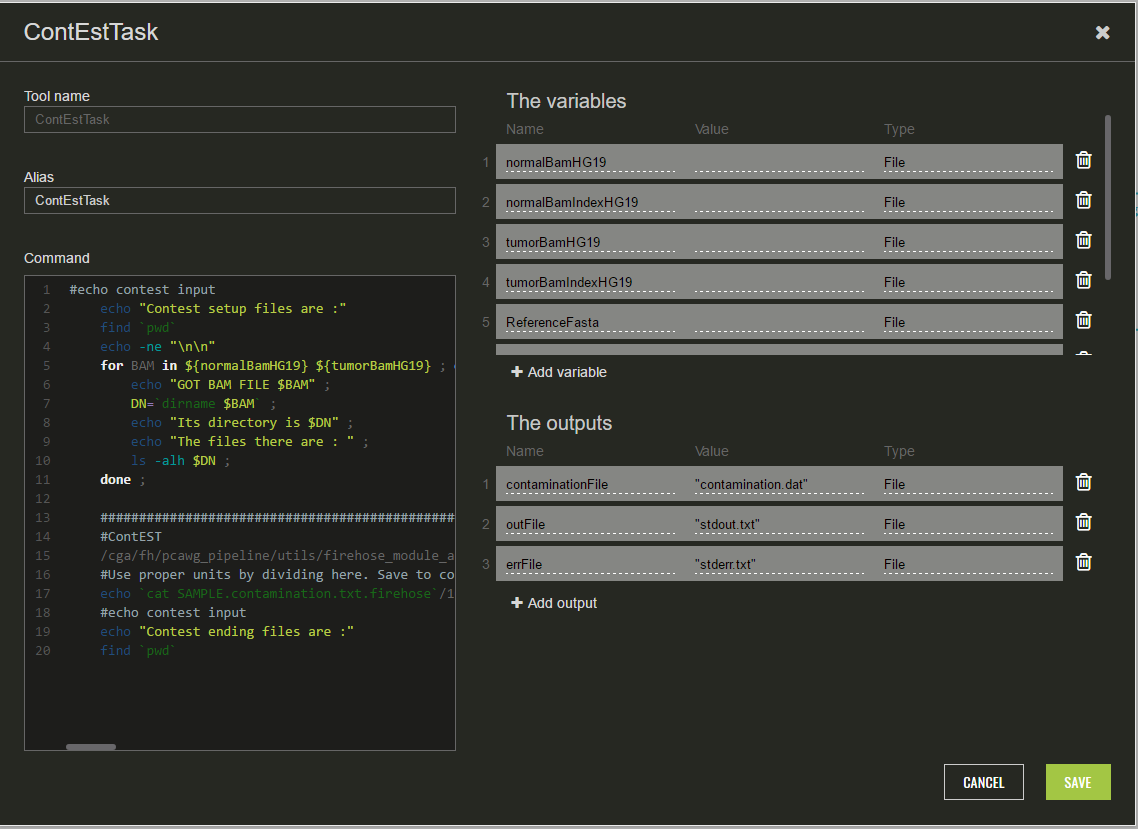 ContEstTask
Tool name
ContEstTask
Alias
ContEstTask
Command
1 #echo contest input
2 echo "Contest setup files are :"
3 find `pwd`
4 echo -ne "\n\n"
5 for BAM in ${normalBamHG19} ${tumorBamHG19} ;
6 echo "GOT BAM FILE $BAM" ;
7 DN=`dirname $BAM` ;
8 echo "Its directory is $DN" ;
9 echo "The files there are : " ;
10 ls -alh $DN ;
11 done ;
12
13 ##############################################
14 #ContEST
15 /cga/fh/pcawg_pipeline/utils/firehose_module_a
16 #Use proper units by dividing here. Save to co
17 echo `cat SAMPLE.contamination.txt.firehose`/1
18 #echo contest input
19 echo "Contest ending files are :"
20 find `pwd`
The variables
Name Value Type
1 normalBamHG19 File
2 normalBamIndexHG19 File
3 tumorBamHG19 File
4 tumorBamIndexHG19 File
5 ReferenceFasta File
+ Add variable
The outputs
Name Value Type
1 contaminationFile "contamination.dat" File
2 outFile "stdout.txt" File
3 errFile "stderr.txt" File
+ Add output
CANCEL SAVE